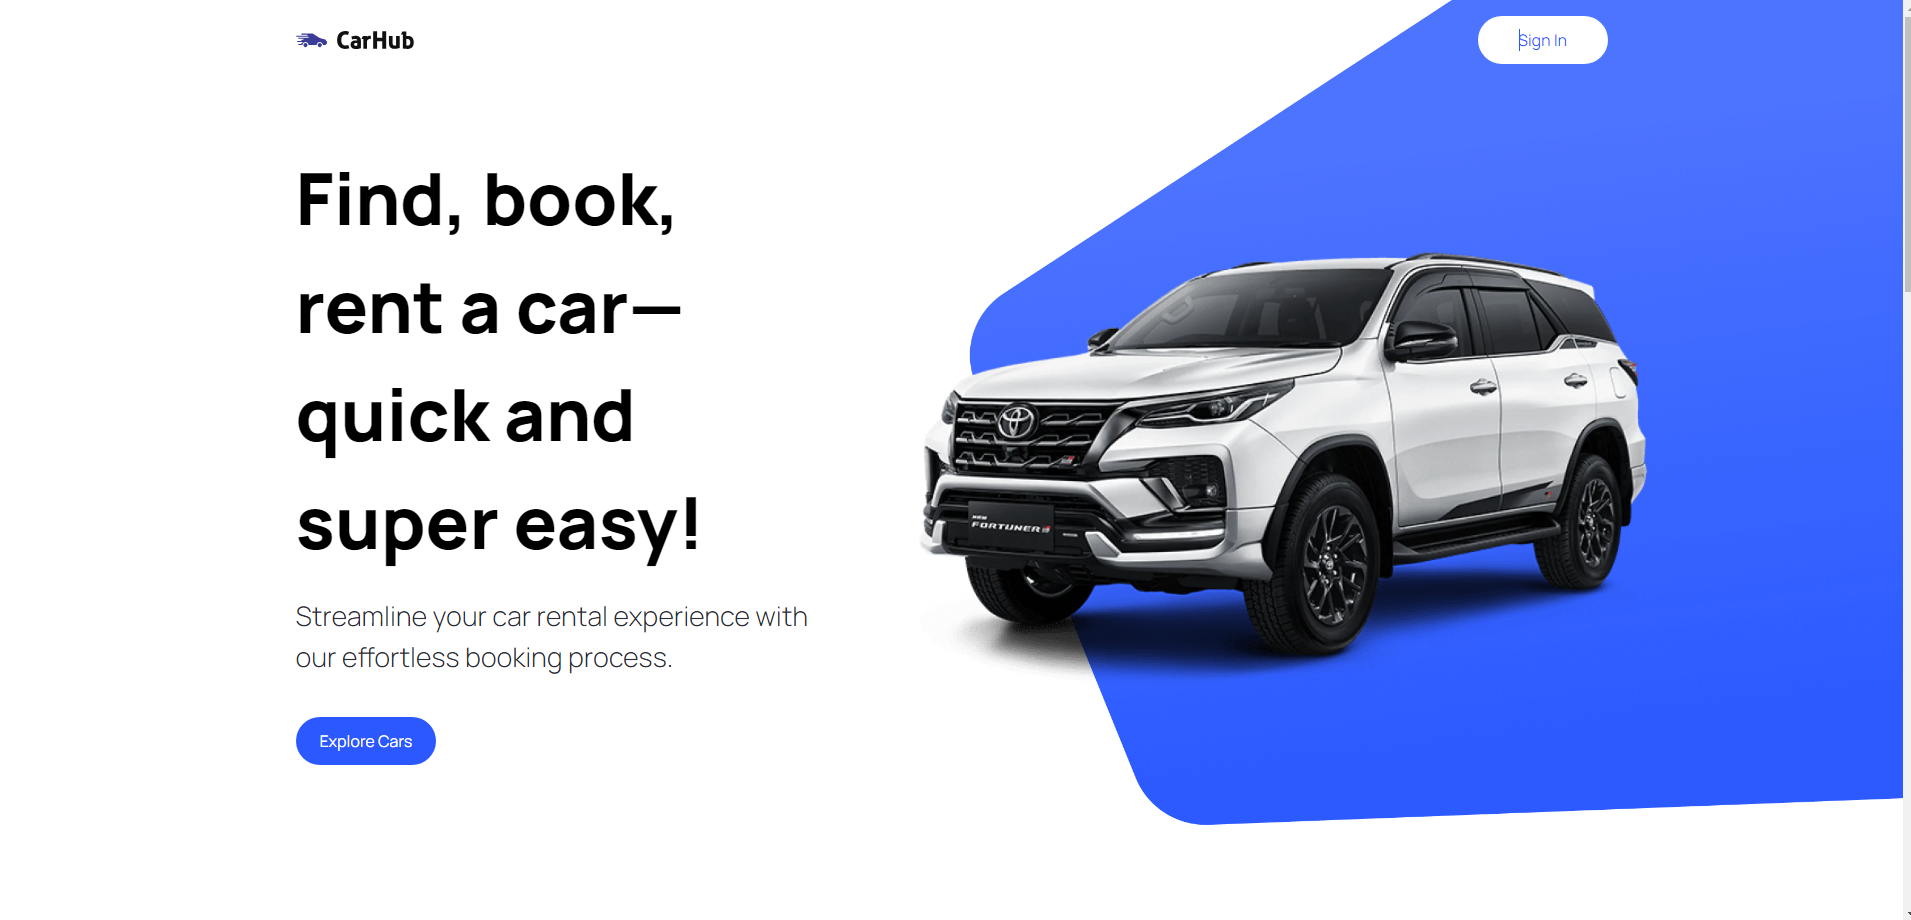 CarHub
Sign In
Find, book,
rent a car—
quick and
super easy!
Streamline your car rental experience with
our effortless booking process.
Explore Cars
NEW
FORTUNER